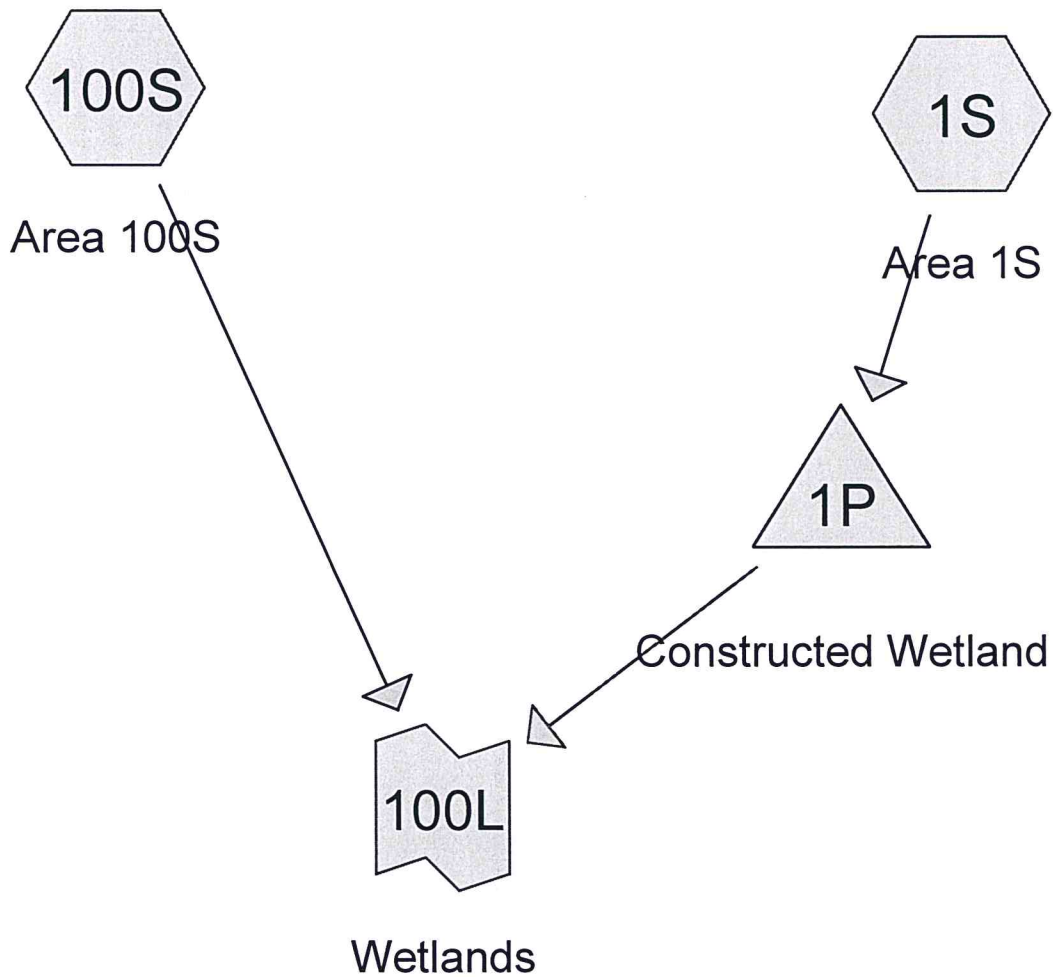 100S
Area 100S
1S
Area 1S
1P
Constructed Wetland
100L
Wetlands